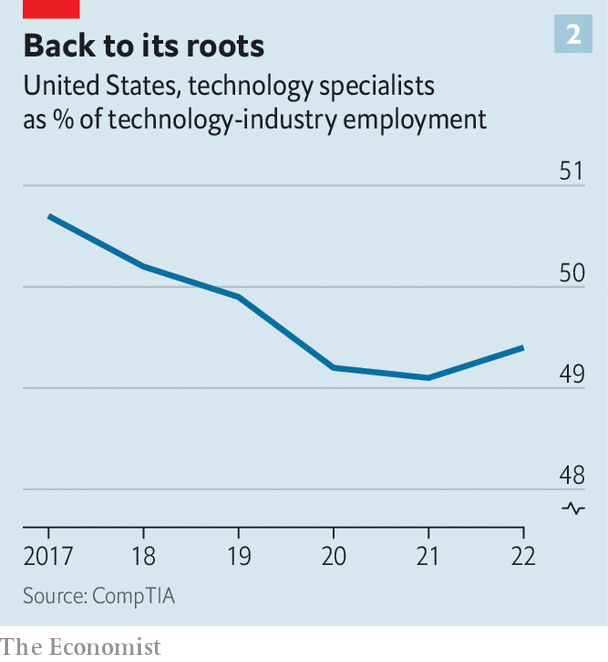 Back to its roots
2
United States, technology specialists
as % of technology-industry employment
51
50
49
48
2017 18 19 20 21 22
Source: CompTIA
The Economist